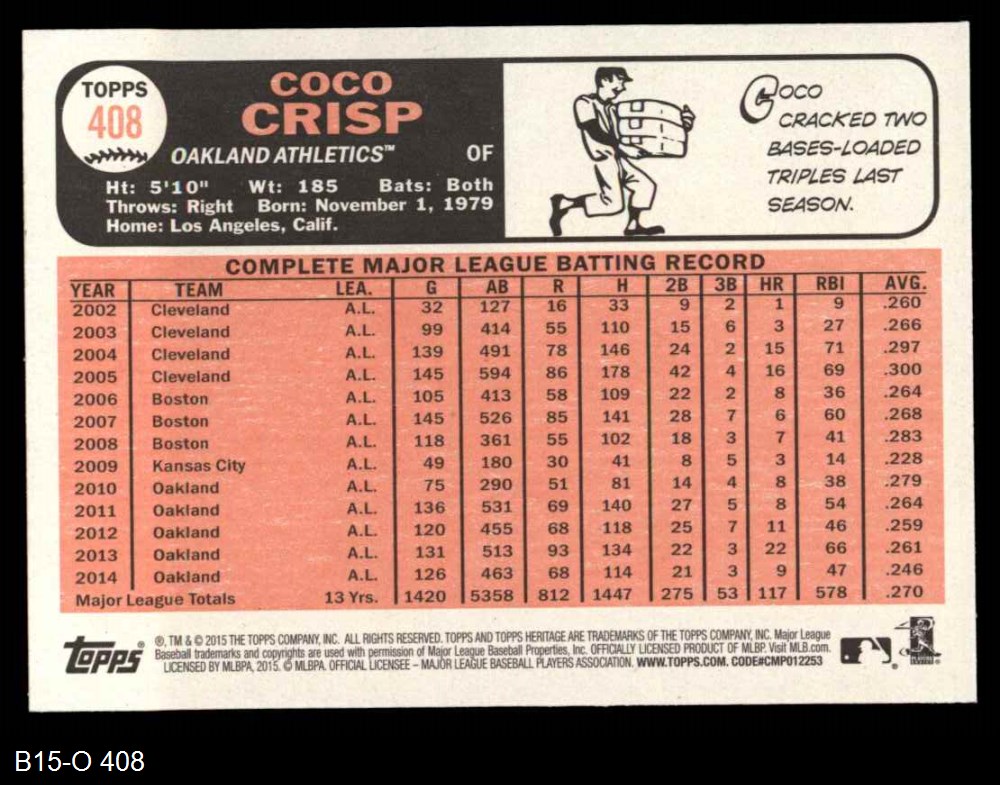 TOPPS
408
COCO
CRISP
OAKLAND ATHLETICS™ OF
Ht: 5'10" Wt: 185 Bats: Both
Throws: Right Born: November 1, 1979
Home: Los Angeles, Calif.
COCO
CRACKED TWO
BASES-LOADED
TRIPLES LAST
SEASON.
COMPLETE MAJOR LEAGUE BATTING RECORD
YEAR TEAM LEA. G AB R H 2B 3B HR RBI AVG.
2002 Cleveland A.L. 32 127 16 33 9 2 1 9 .260
2003 Cleveland A.L. 99 414 55 110 15 6 3 27 .266
2004 Cleveland A.L. 139 491 78 146 24 2 15 71 .297
2005 Cleveland A.L. 145 594 86 178 42 4 16 69 .300
2006 Boston A.L. 105 413 58 109 22 2 8 36 .264
2007 Boston A.L. 145 526 85 141 28 7 6 60 .268
2008 Boston A.L. 118 361 55 102 18 3 7 41 .283
2009 Kansas City A.L. 49 180 30 41 8 5 3 14 .228
2010 Oakland A.L. 75 290 51 81 14 4 8 38 .279
2011 Oakland A.L. 136 531 69 140 27 5 8 54 .264
2012 Oakland A.L. 120 455 68 118 25 7 11 46 .259
2013 Oakland A.L. 131 513 93 134 22 3 22 66 .261
2014 Oakland A.L. 126 463 68 114 21 3 9 47 .246
Major League Totals 13 Yrs. 1420 5358 812 1447 275 53 117 578 .270
Topps®
®, TM & © 2015 THE TOPPS COMPANY, INC. ALL RIGHTS RESERVED. TOPPS AND TOPPS HERITAGE ARE TRADEMARKS OF THE TOPPS COMPANY, INC. Major League
Baseball trademarks and copyrights are used with permission of Major League Baseball Properties, Inc. OFFICIALLY LICENSED PRODUCT OF MLBP. Visit MLB.com.
LICENSED BY MLBPA, 2015. © MLBPA. OFFICIAL LICENSEE – MAJOR LEAGUE BASEBALL PLAYERS ASSOCIATION. WWW.TOPPS.COM. CODE#CMP012253
B15-O 408